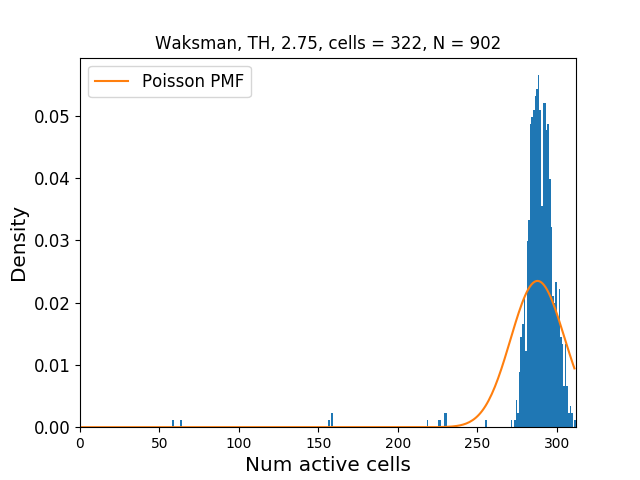 Waksman, TH, 2.75, cells = 322, N = 902
Poisson PMF
0.05
0.04
0.03
0.02
0.01
0.00
Density
0 50 100 150 200 250 300
Num active cells